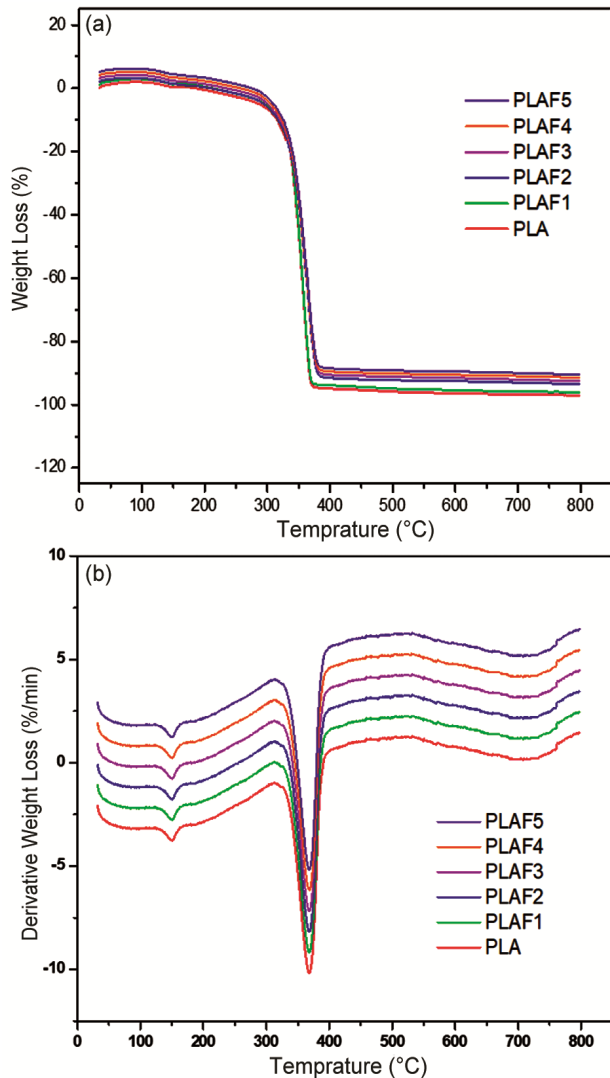 (a)
20
0
-20
-40
-60
-80
-100
-120
Weight Loss (%)
PLAF5
PLAF4
PLAF3
PLAF2
PLAF1
PLA
0 100 200 300 400 500 600 700 800
Temprature (°C)
(b)
10
5
0
-5
-10
Derivative Weight Loss (%/min)
PLAF5
PLAF4
PLAF3
PLAF2
PLAF1
PLA
0 100 200 300 400 500 600 700 800
Temprature (°C)